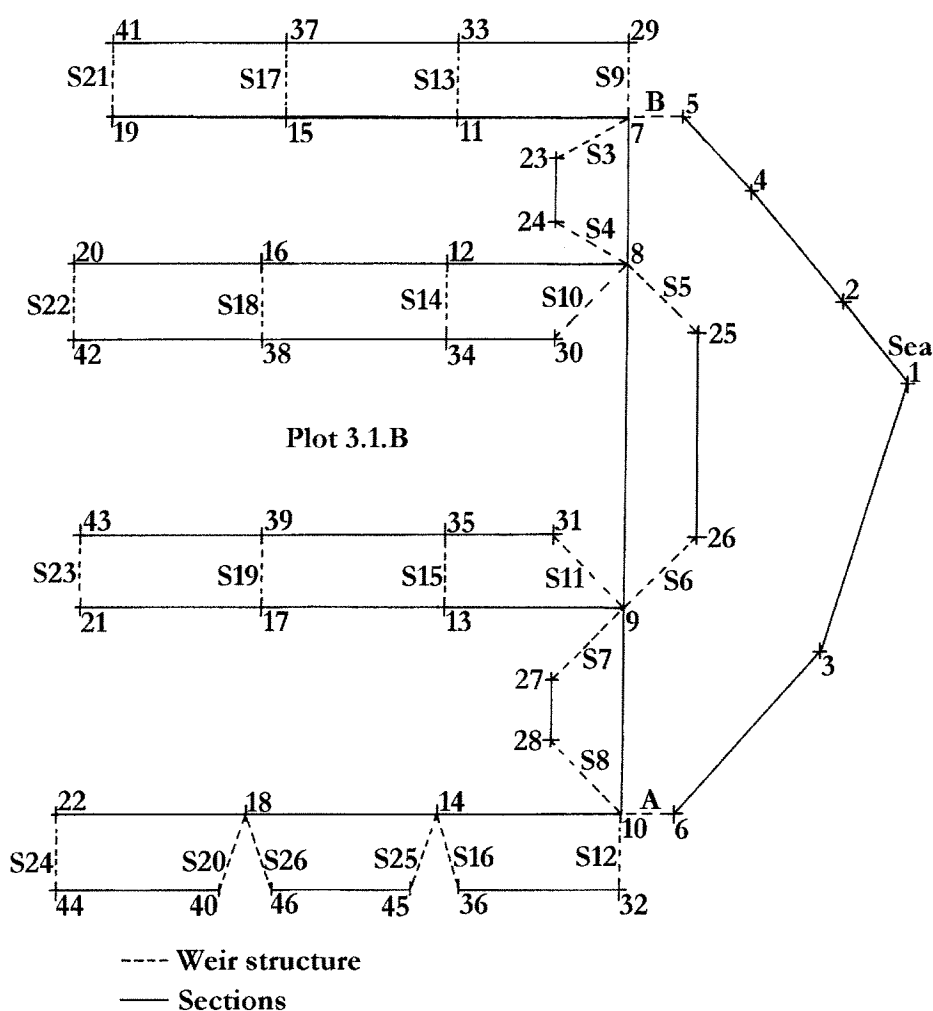 41 37 33 29
S21 S17 S13 S9
B 5
19 15 11 7
23 S3
4
24 S4
20 16 12 8
S5
2
S22 S18 S14 S10
25
Sea
42 38 34 30
1
Plot 3.1.B
43 39 35 31
26
S23 S19 S15 S11 S6
21 17 13 9
S7
3
27
28
S8
22 18 14 A
10 6
S24 S20 S26 S25 S16 S12
44 40 46 45 36 32
Weir structure
Sections